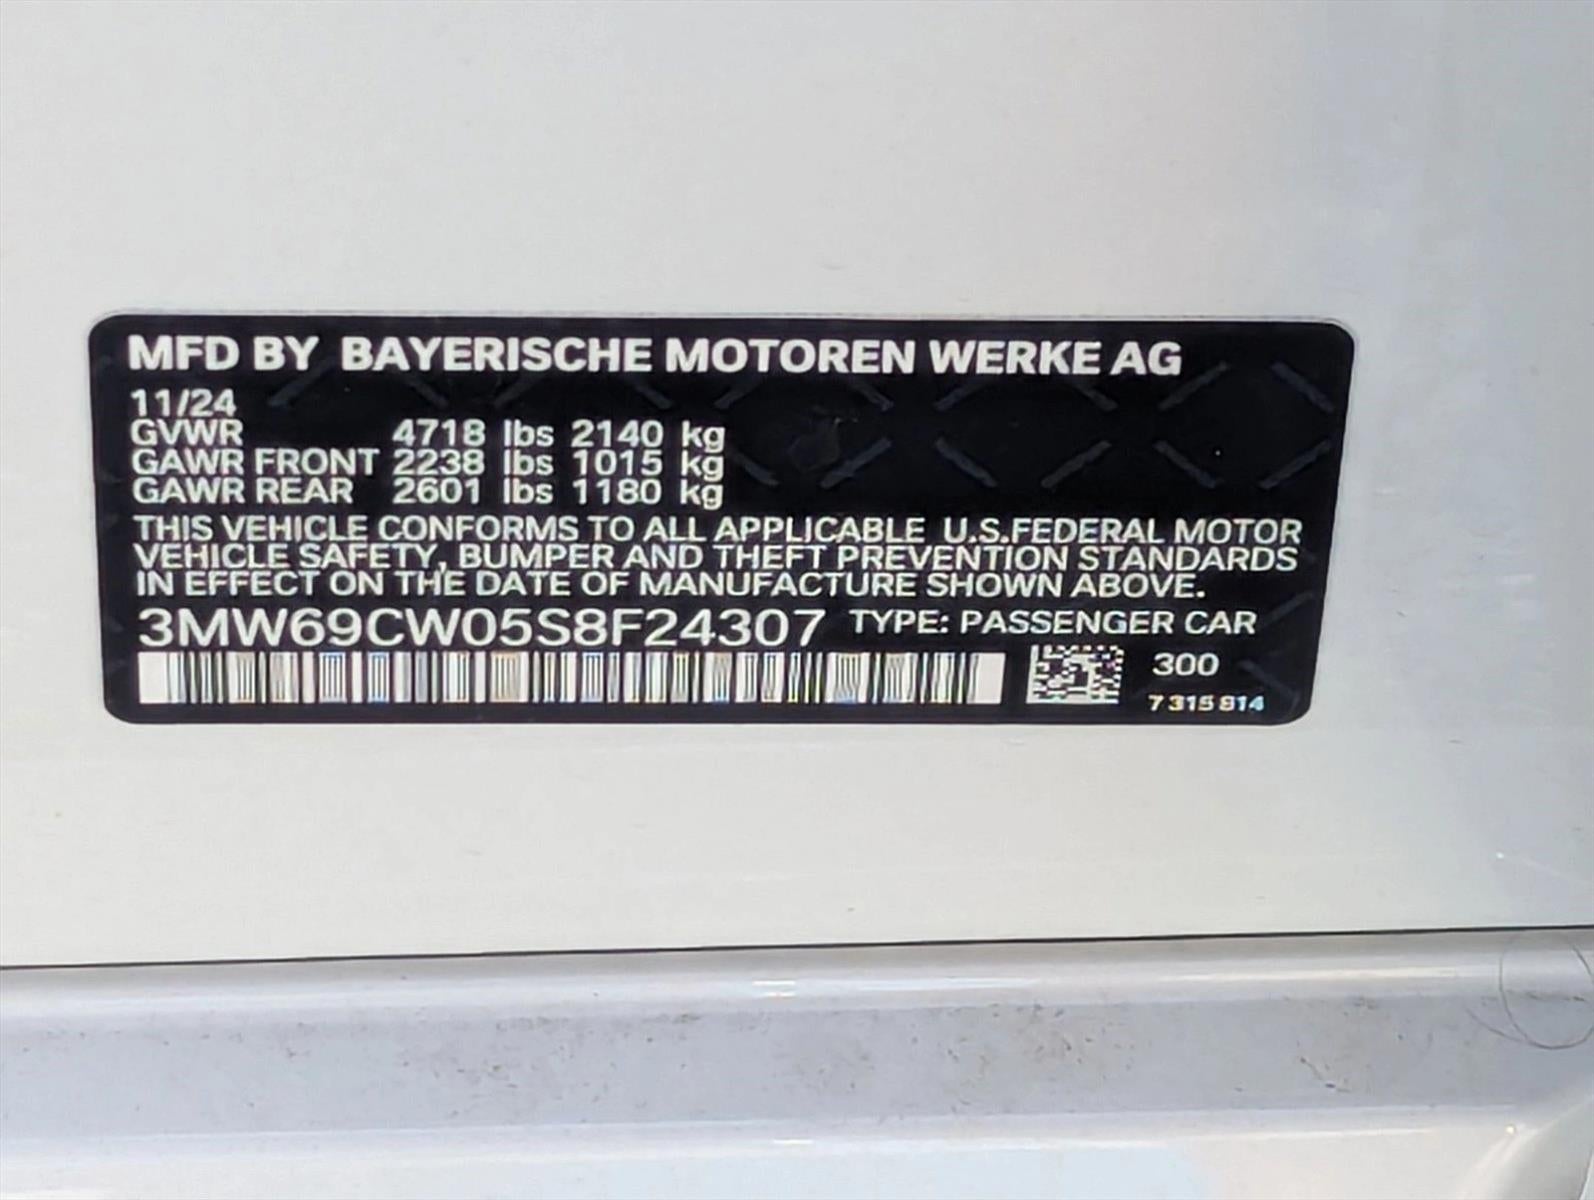 MFD BY BAYERISCHE MOTOREN WERKE AG
11/24
GVWR 4718 lbs 2140 kg
GAWR FRONT 2238 lbs 1015 kg
GAWR REAR 2601 lbs 1180 kg
THIS VEHICLE CONFORMS TO ALL APPLICABLE U.S.FEDERAL MOTOR
VEHICLE SAFETY, BUMPER AND THEFT PREVENTION STANDARDS
IN EFFECT ON THE DATE OF MANUFACTURE SHOWN ABOVE.
3MW69CW05S8F24307 TYPE: PASSENGER CAR
300
7 315 814